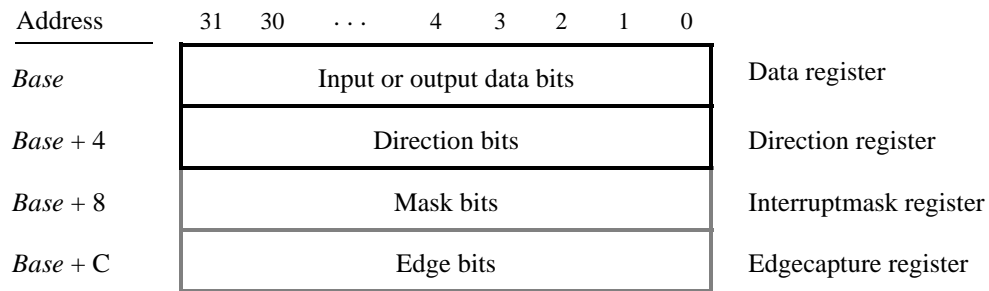 Address 31 30 · · · 4 3 2 1 0
Base Input or output data bits Data register
Base + 4 Direction bits Direction register
Base + 8 Mask bits Interruptmask register
Base + C Edge bits Edgecapture register